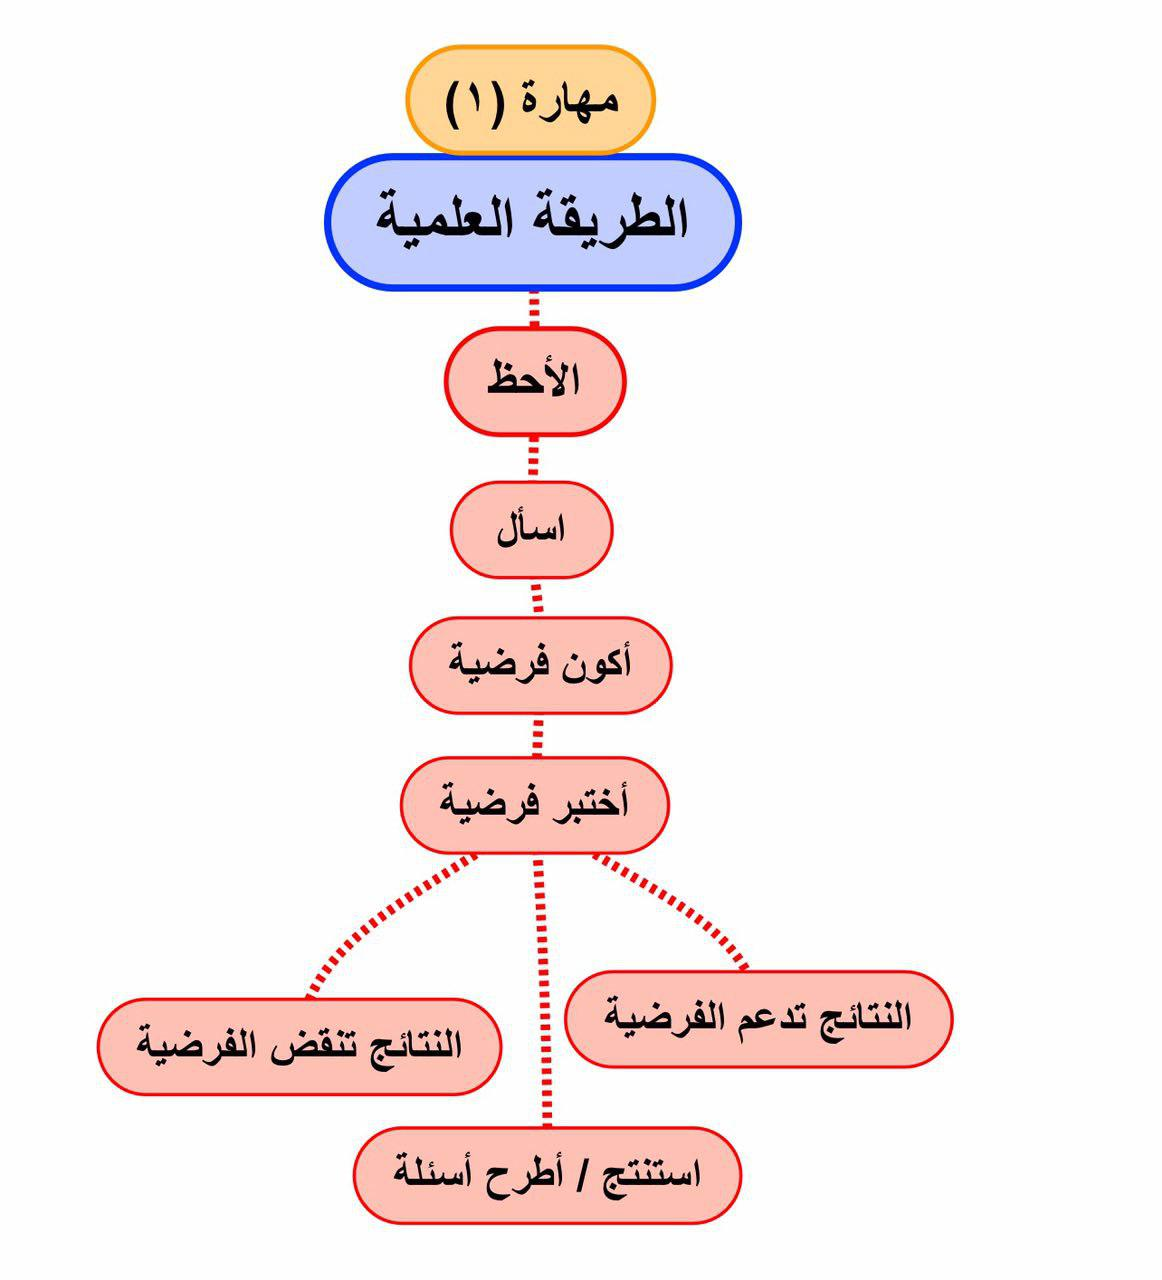 مهارة (١)
الطريقة العلمية
الأحظ
اسأل
أكون فرضية
أختبر فرضية
النتائج تدعم الفرضية
النتائج تنقض الفرضية
استنتج / أطرح أسئلة